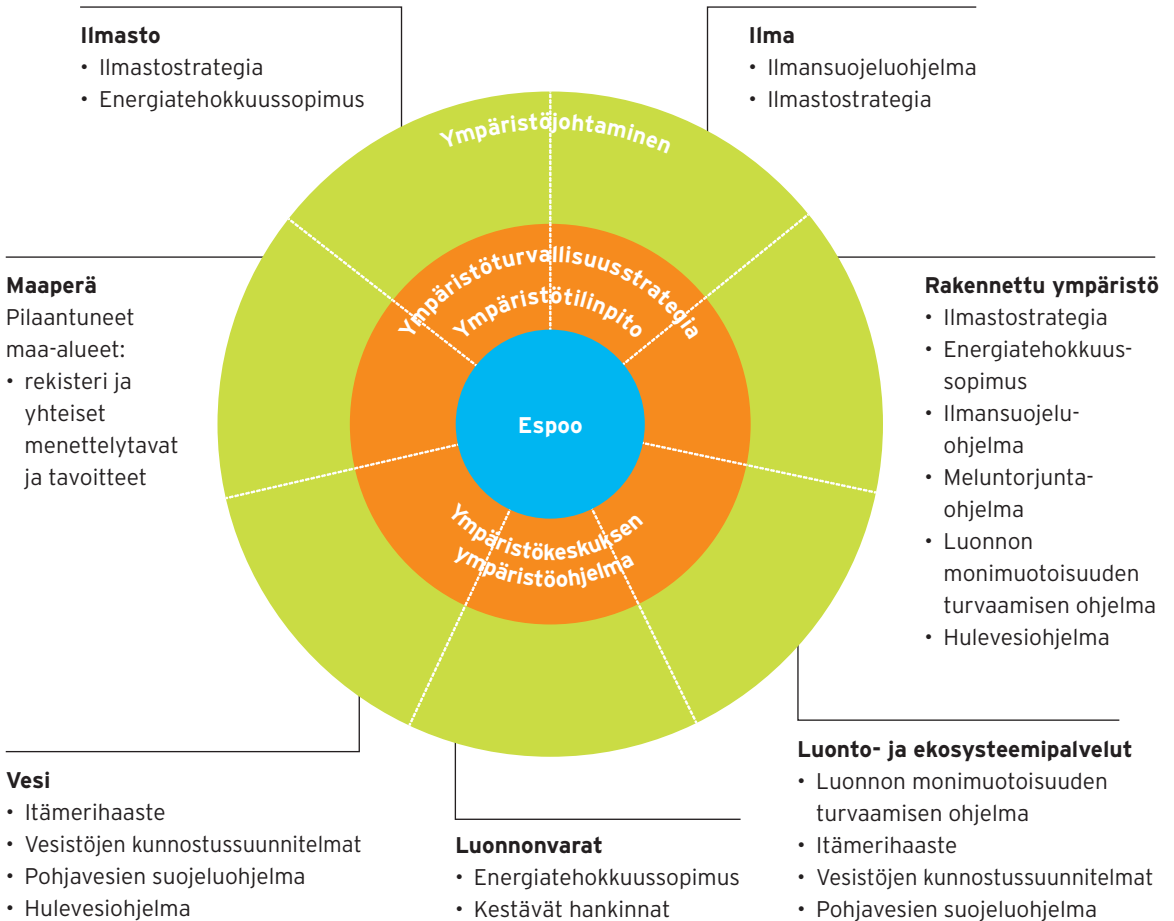 Ilmasto
• Ilmastostrategia
• Energiatehokkuussopimus
Ilma
• Ilmansuojeluohjelma
• Ilmastostrategia
Ympäristöjohtaminen
Ympäristöturvallisuusstrategia
Ympäristötilinpito
Espoo
Ympäristökeskuksen
ympäristöohjelma
Maaperä
Pilaantuneet
maa-alueet:
• rekisteri ja
yhteiset
menettelytavat
ja tavoitteet
Rakennettu ympäristö
• Ilmastostrategia
• Energiatehokkuus-
sopimus
• Ilmansuojelu-
ohjelma
• Meluntorjunta-
ohjelma
• Luonnon
monimuotoisuuden
turvaamisen ohjelma
• Hulevesiohjelma
Vesi
• Itämerihaaste
• Vesistöjen kunnostussuunnitelmat
• Pohjavesien suojeluohjelma
• Hulevesiohjelma
Luonnonvarat
• Energiatehokkuussopimus
• Kestävät hankinnat
Luonto- ja ekosysteemipalvelut
• Luonnon monimuotoisuuden
turvaamisen ohjelma
• Itämerihaaste
• Vesistöjen kunnostussuunnitelmat
• Pohjavesien suojeluohjelma